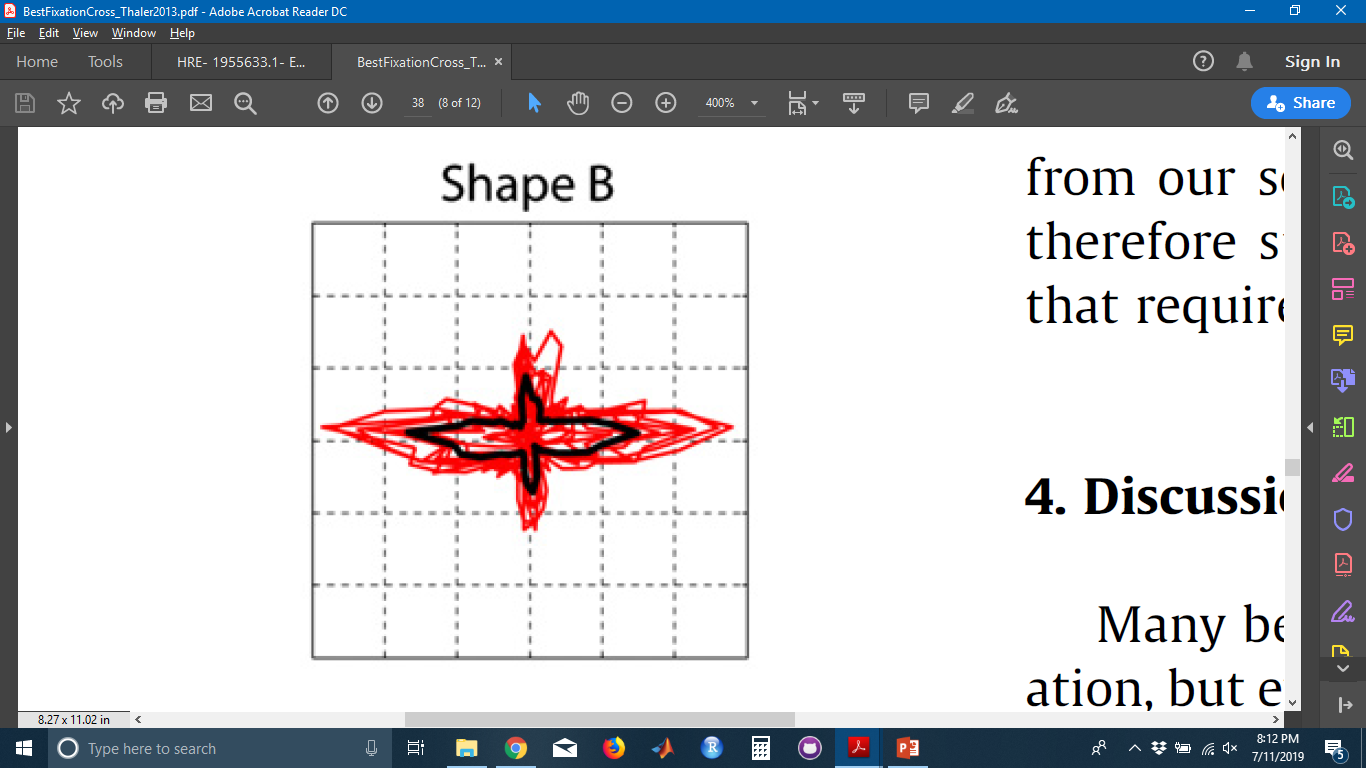 BestFixationCross_Thaler2013.pdf - Adobe Acrobat Reader DC
File Edit View Window Help
Home Tools HRE- 1955633.1- E... BestFixationCross_T... ×
Sign In
38 (8 of 12) 400% Share
Shape B
from our
therefore
that require
4. Discussi
Many be
ation, but e
8.27 x 11.02 in
Type here to search
8:12 PM
7/11/2019
5